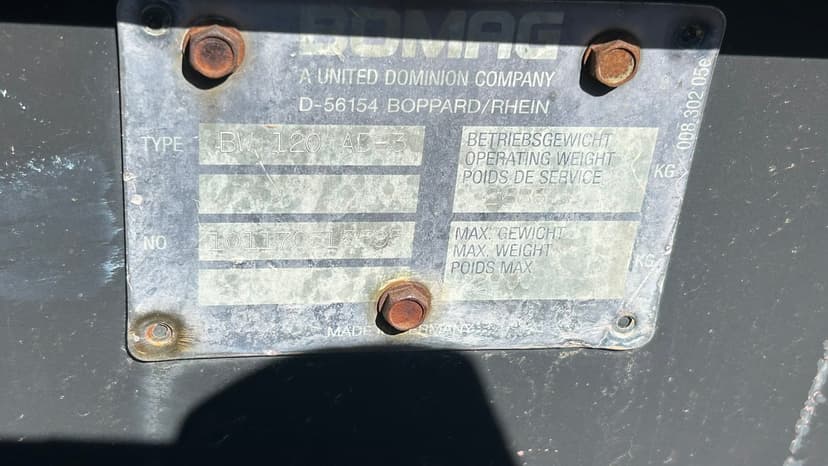 BOMAG
A UNITED DOMINION COMPANY
D-56154 BOPPARD/RHEIN
008.302.05e
TYPE BW 120 AD-3
BETRIEBSGEWICHT
OPERATING WEIGHT
POIDS DE SERVICE
KG
NO
MAX. GEWICHT
MAX. WEIGHT
POIDS MAX
KG
MADE IN GERMANY